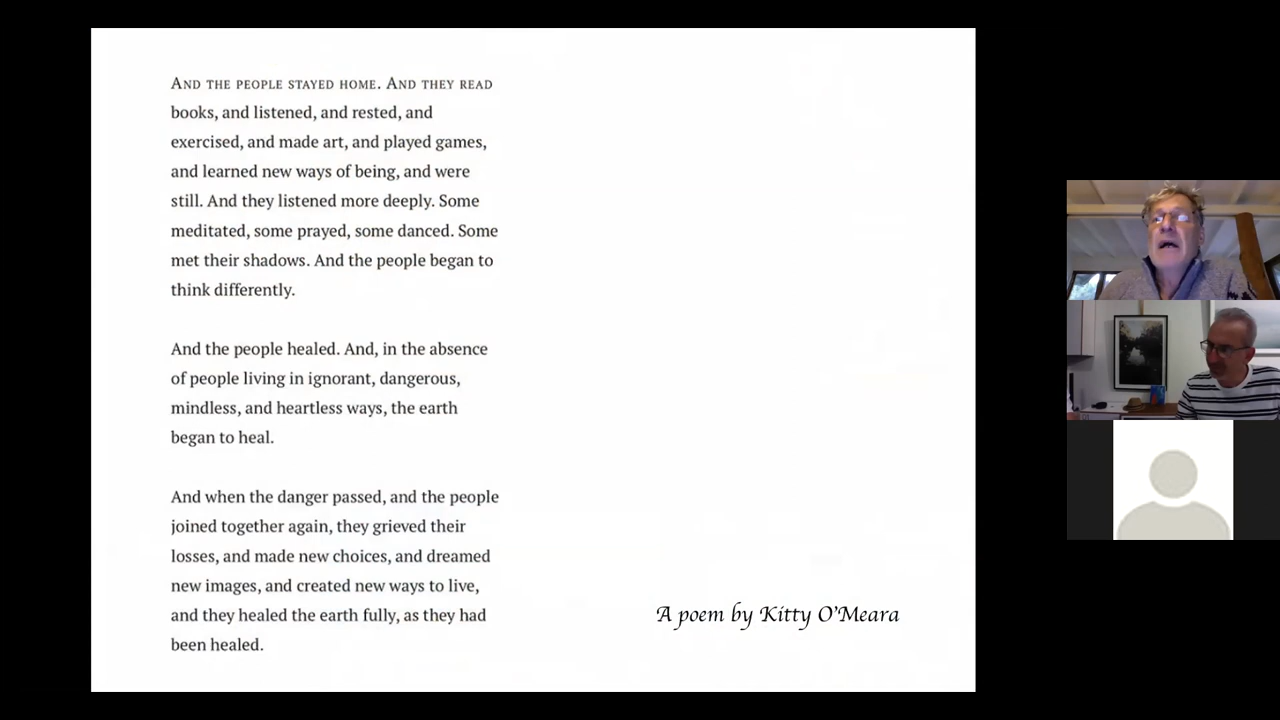 And the people stayed home. And they read
books, and listened, and rested, and
exercised, and made art, and played games,
and learned new ways of being, and were
still. And they listened more deeply. Some
meditated, some prayed, some danced. Some
met their shadows. And the people began to
think differently.
And the people healed. And, in the absence
of people living in ignorant, dangerous,
mindless, and heartless ways, the earth
began to heal.
And when the danger passed, and the people
joined together again, they grieved their
losses, and made new choices, and dreamed
new images, and created new ways to live,
and they healed the earth fully, as they had
been healed.
A poem by Kitty O'Meara